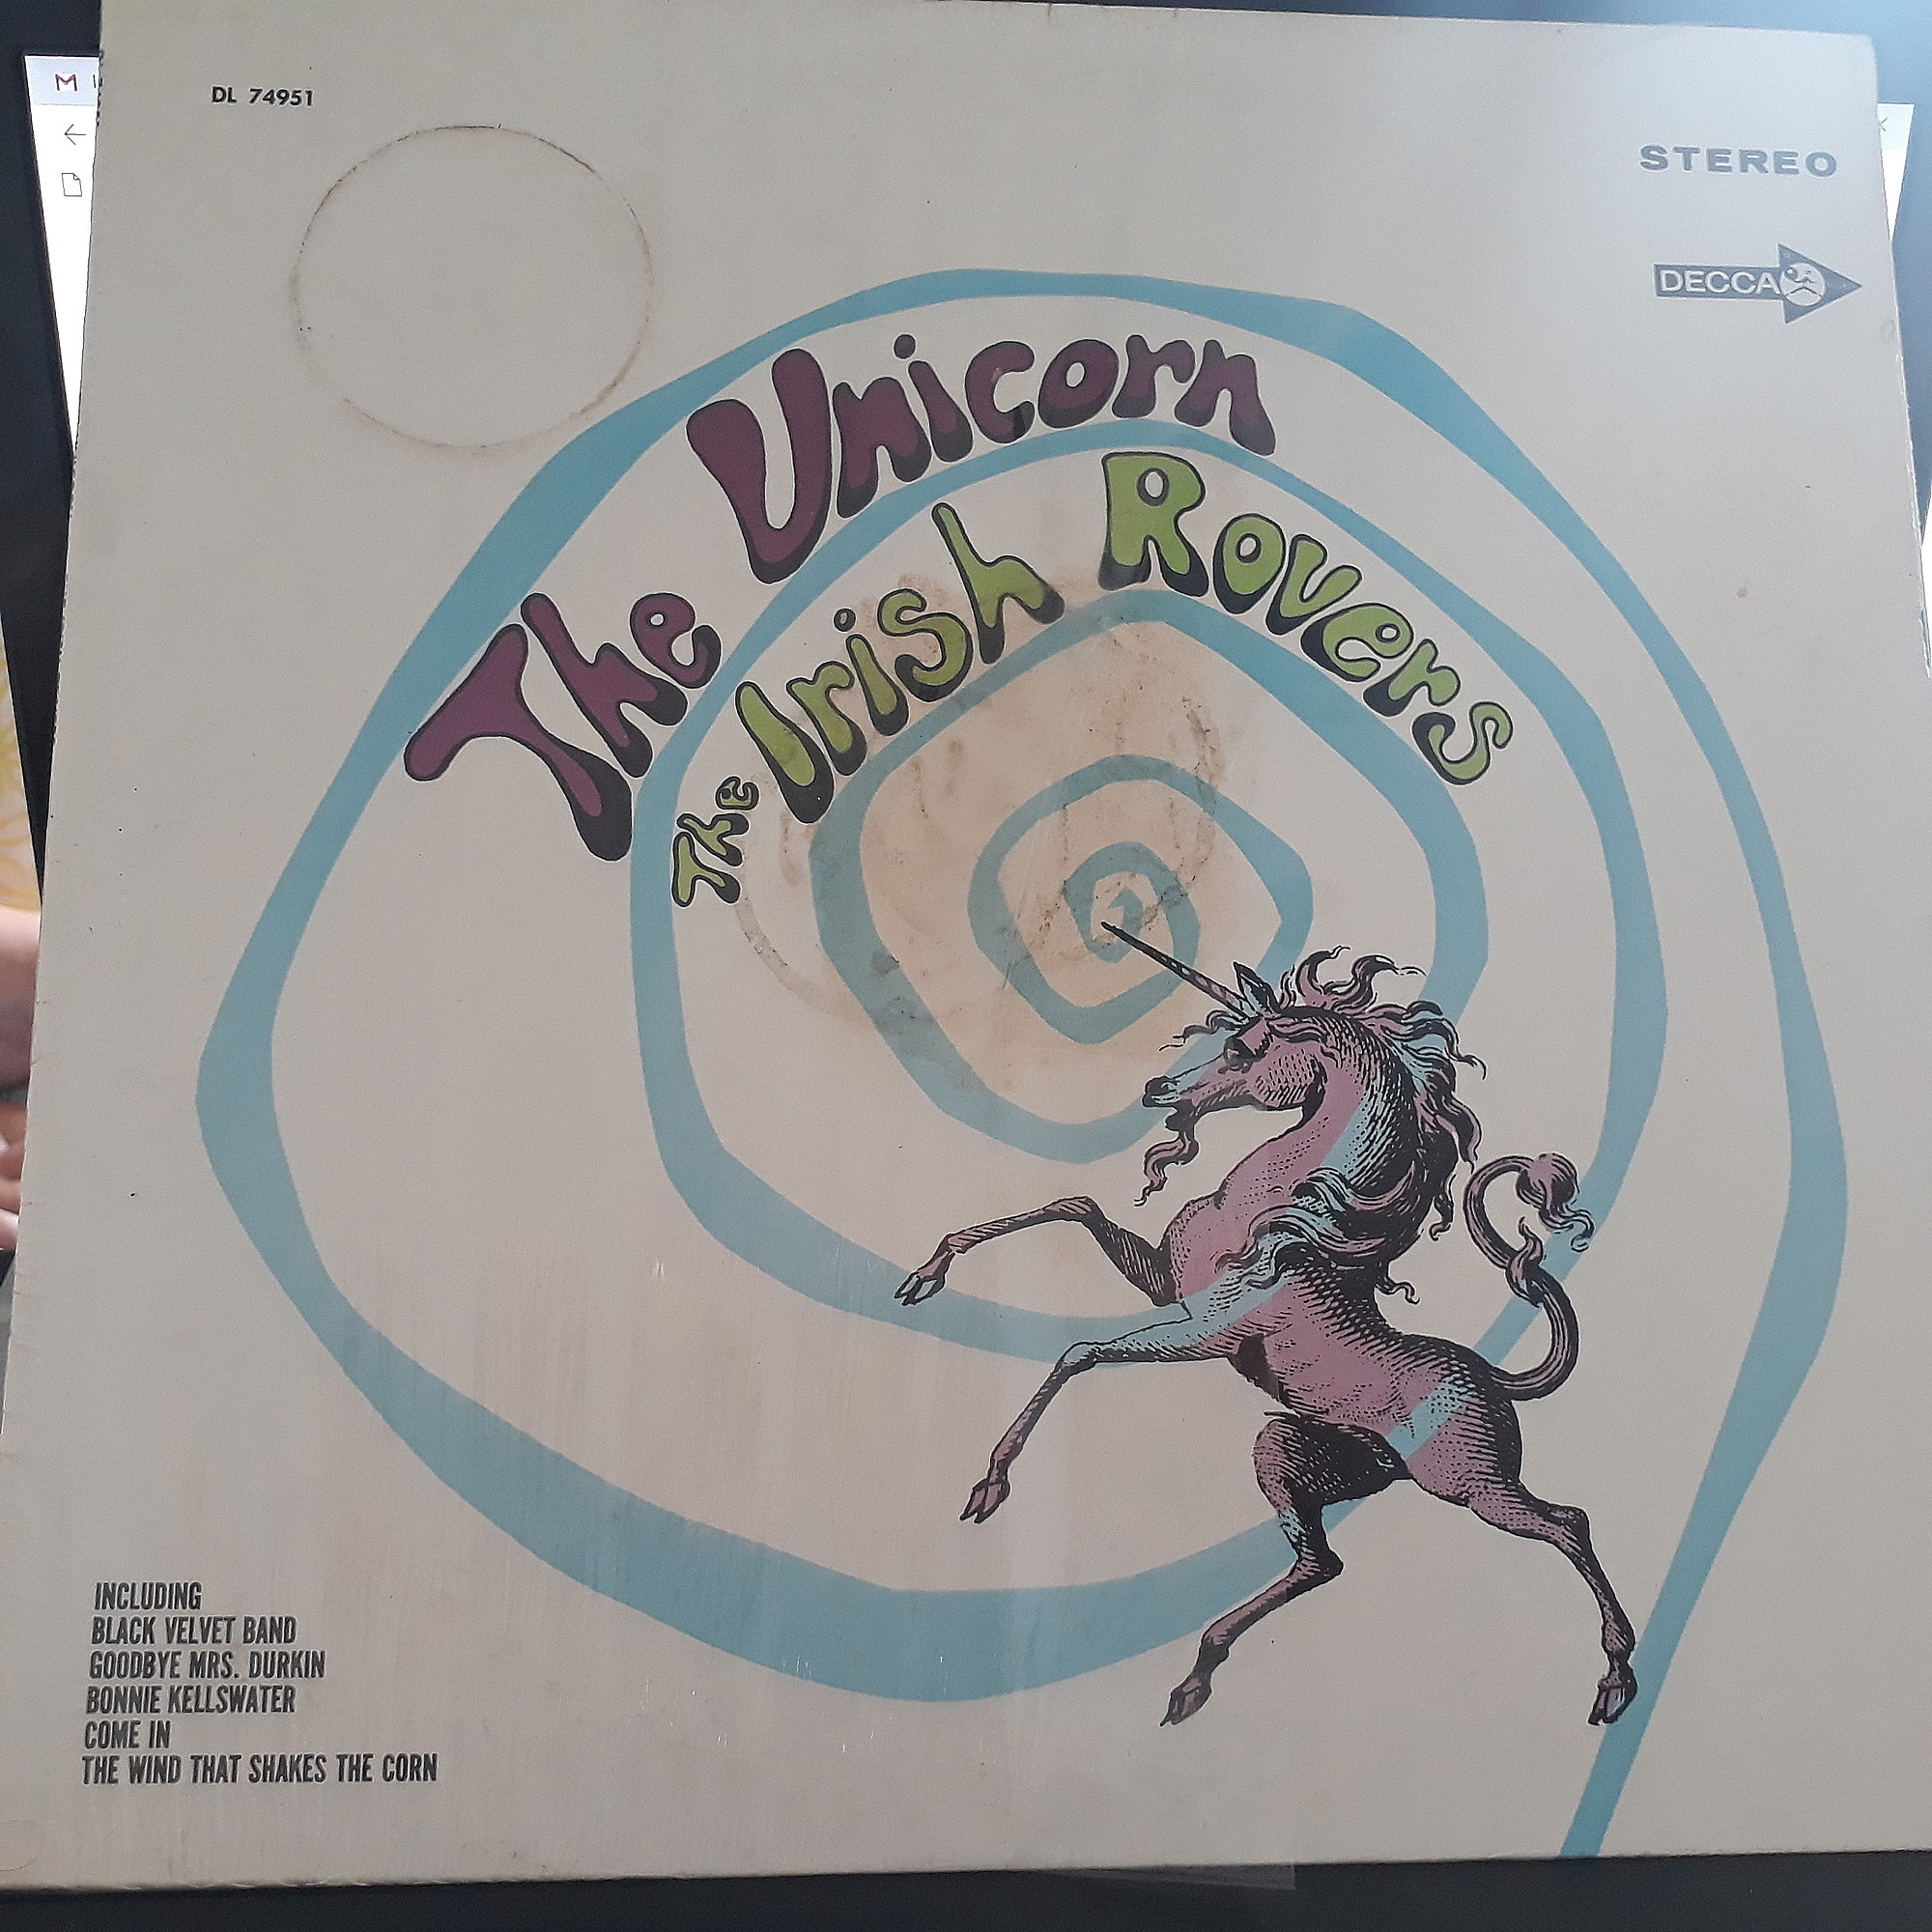 DL 74951
STEREO
DECCA
The Unicorn
The Irish Rovers
INCLUDING
BLACK VELVET BAND
GOODBYE MRS. DURKIN
BONNIE KELLSWATER
COME IN
THE WIND THAT SHAKES THE CORN